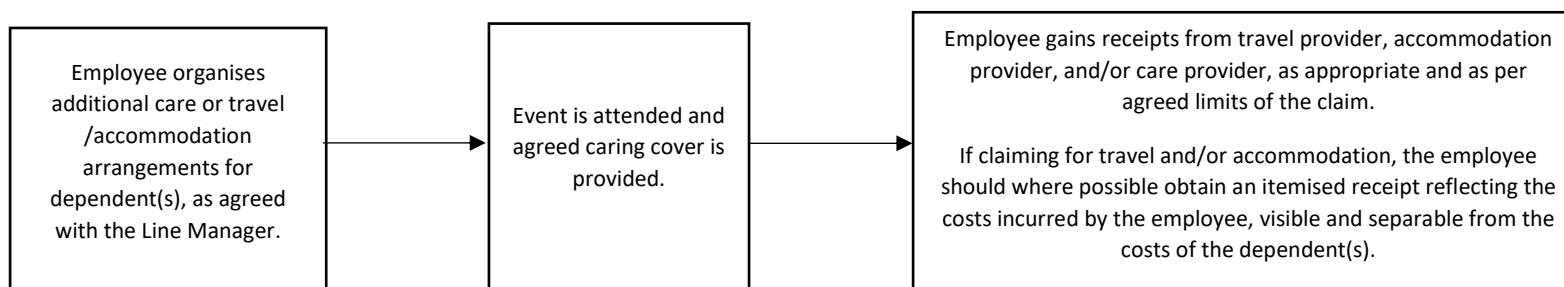 Employee organises
additional care or travel
/accommodation
arrangements for
dependent(s), as agreed
with the Line Manager.
Event is attended and
agreed caring cover is
provided.
Employee gains receipts from travel provider, accommodation
provider, and/or care provider, as appropriate and as per
agreed limits of the claim.
If claiming for travel and/or accommodation, the employee
should where possible obtain an itemised receipt reflecting the
costs incurred by the employee, visible and separable from the
costs of the dependent(s).